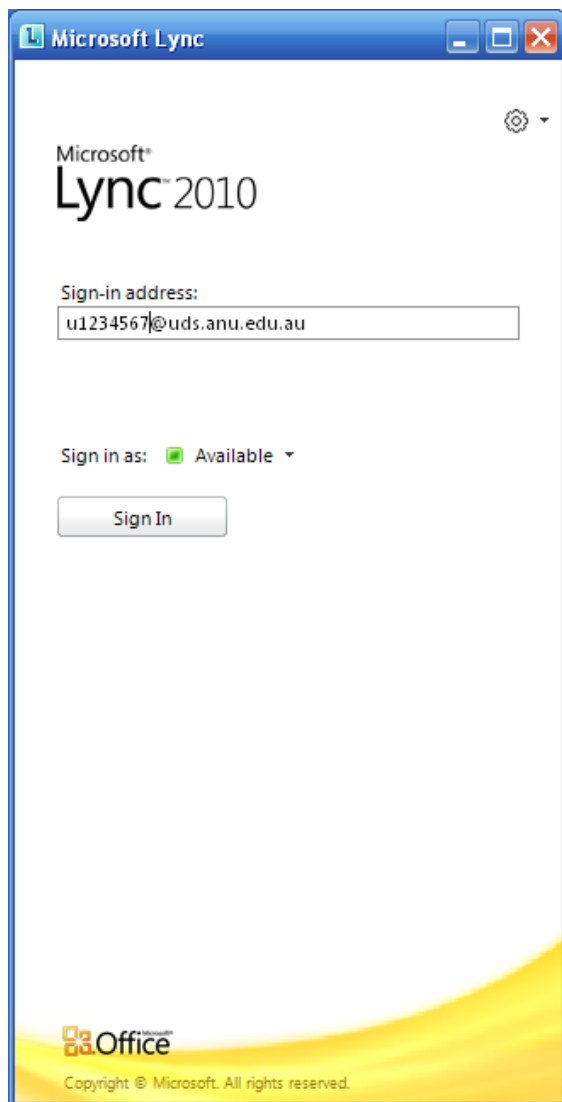 Microsoft Lync
Microsoft®
Lync™ 2010
Sign-in address:
u1234567@uds.anu.edu.au
Sign in as: Available
Sign In
Microsoft®
Office
Copyright © Microsoft. All rights reserved.